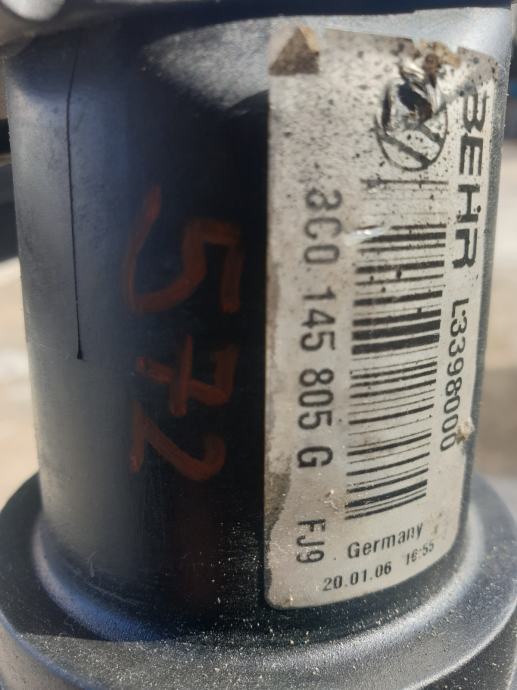 BEHR L3398000
3C0 145 805 G FJ9
Germany
20.01.06 16:55
572